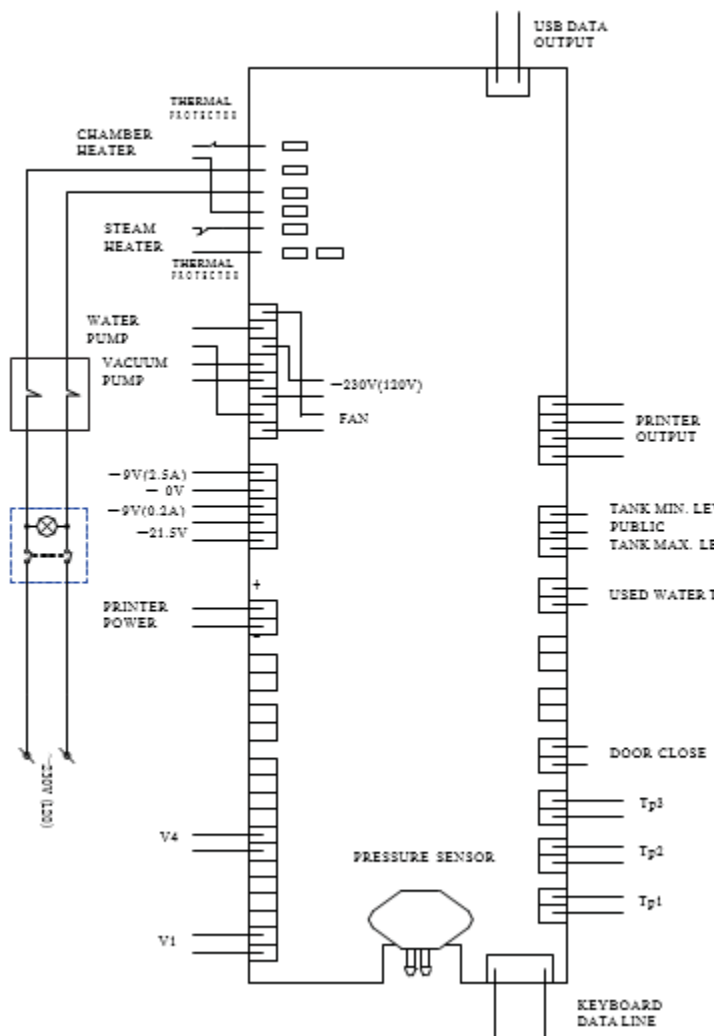 USB DATA
OUTPUT
THERMAL
PROTECTOR
CHAMBER
HEATER
STEAM
HEATER
THERMAL
PROTECTOR
WATER
PUMP
VACUUM
PUMP
—230V(120V)
FAN
PRINTER
OUTPUT
—9V(2.5A)
— 0V
—9V(0.2A)
—21.5V
TANK MIN. LE
PUBLIC
TANK MAX. LE
+
PRINTER
POWER
-
USED WATER T
DOOR CLOSE
~230V (120)
Tp3
V4
PRESSURE SENSOR
Tp2
Tp1
V1
KEYBOARD
DATA LINE